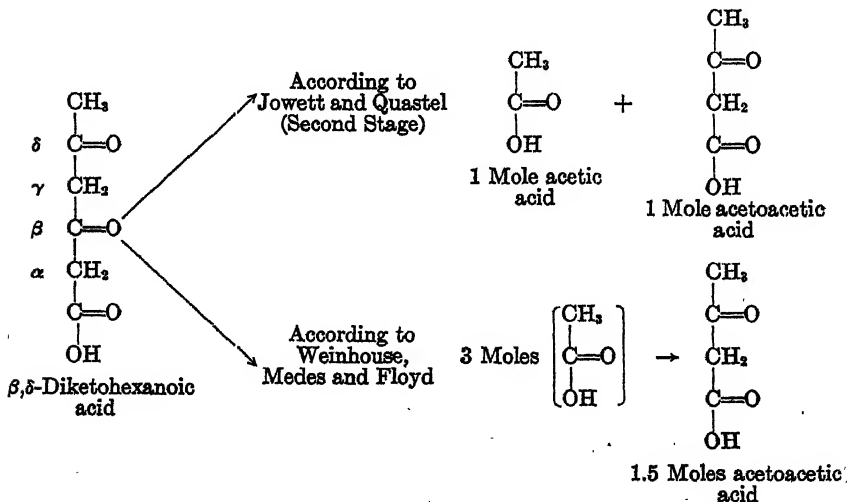 CH₃
δ C=O
γ CH₂
β C=O
α CH₂
C=O
OH
β,δ-Diketohexanoic
acid
According to
Jowett and Quastel
(Second Stage)
CH₃
C=O
OH
1 Mole acetic
acid
+
CH₃
C=O
CH₂
C=O
OH
1 Mole acetoacetic
acid
According to
Weinhouse,
Medes and Floyd
3 Moles
CH₃
C=O
OH
→
CH₃
C=O
CH₂
C=O
OH
1.5 Moles acetoacetic
acid